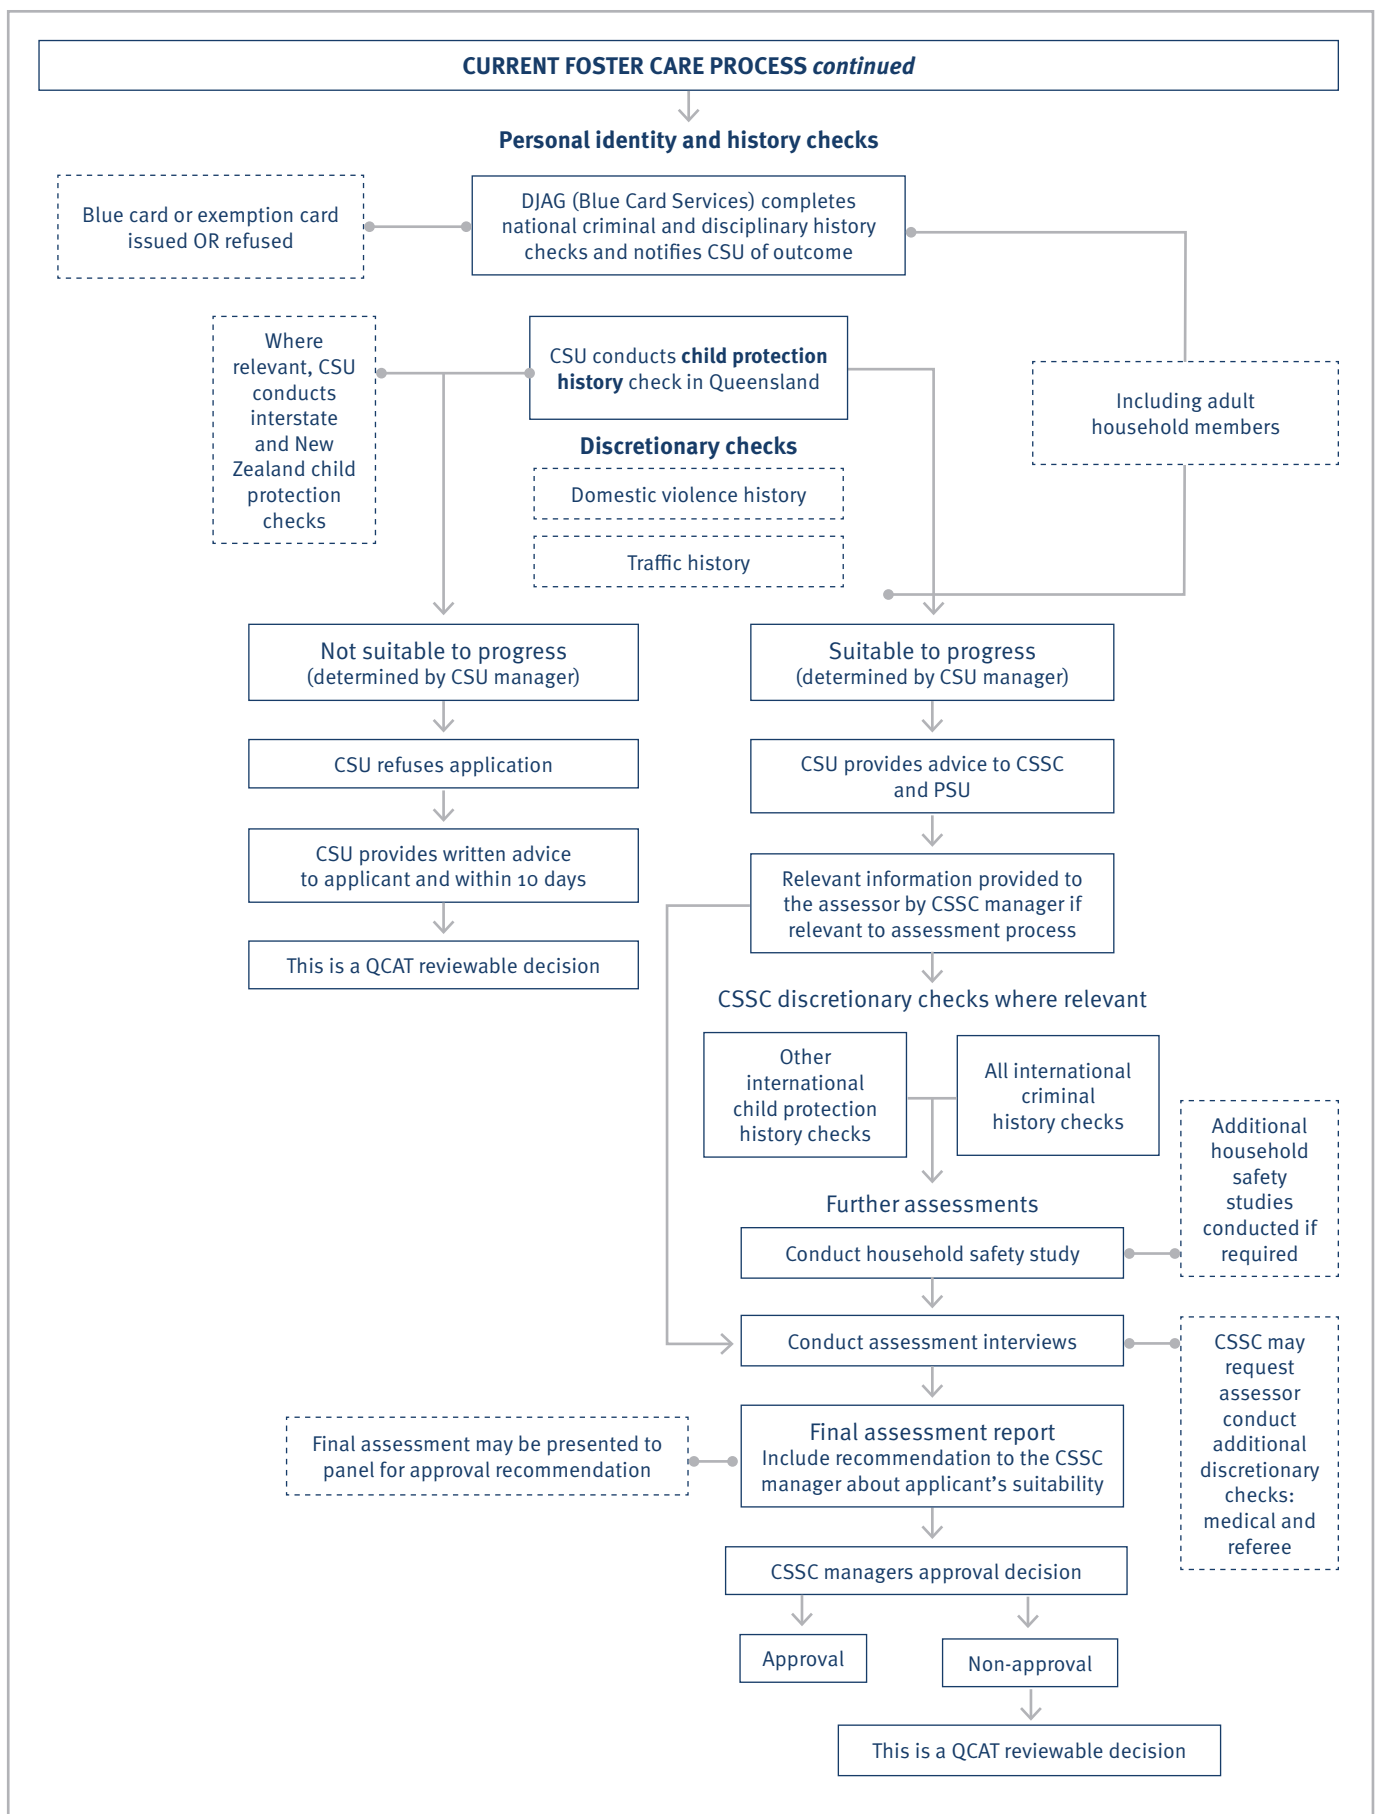 CURRENT FOSTER CARE PROCESS continued
Personal identity and history checks
Blue card or exemption card
issued OR refused
DJAG (Blue Card Services) completes
national criminal and disciplinary history
checks and notifies CSU of outcome
Where
relevant, CSU
conducts
interstate
and New
Zealand child
protection
checks
CSU conducts child protection
history check in Queensland
Including adult
household members
Discretionary checks
Domestic violence history
Traffic history
Not suitable to progress
(determined by CSU manager)
CSU refuses application
CSU provides written advice
to applicant and within 10 days
This is a QCAT reviewable decision
Suitable to progress
(determined by CSU manager)
CSU provides advice to CSSC
and PSU
Relevant information provided to
the assessor by CSSC manager if
relevant to assessment process
CSSC discretionary checks where relevant
Other
international
child protection
history checks
All international
criminal
history checks
Further assessments
Conduct household safety study
Additional
household
safety
studies
conducted if
required
Conduct assessment interviews
CSSC may
request
assessor
conduct
additional
discretionary
checks:
medical and
referee
Final assessment may be presented to
panel for approval recommendation
Final assessment report
Include recommendation to the CSSC
manager about applicant’s suitability
CSSC managers approval decision
Approval
Non-approval
This is a QCAT reviewable decision